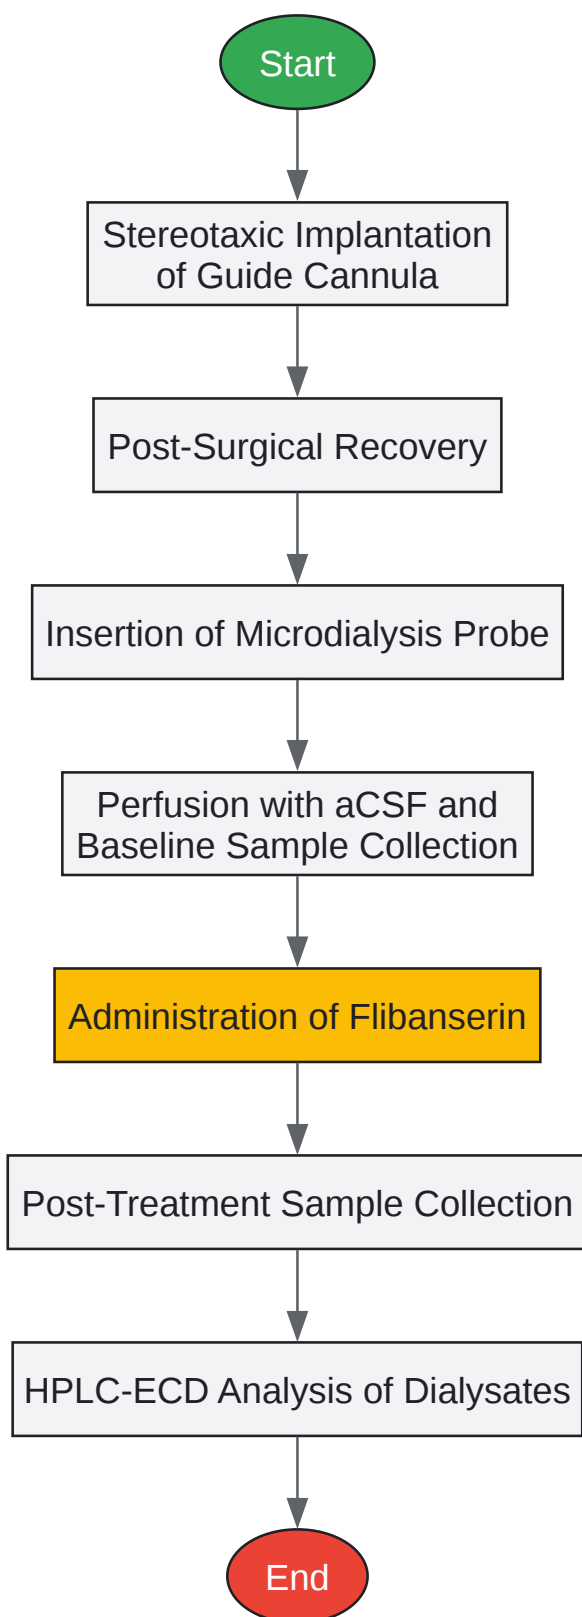 Start
Stereotaxic Implantation
of Guide Cannula
Post-Surgical Recovery
Insertion of Microdialysis Probe
Perfusion with aCSF and
Baseline Sample Collection
Administration of Flibanserin
Post-Treatment Sample Collection
HPLC-ECD Analysis of Dialysates
End